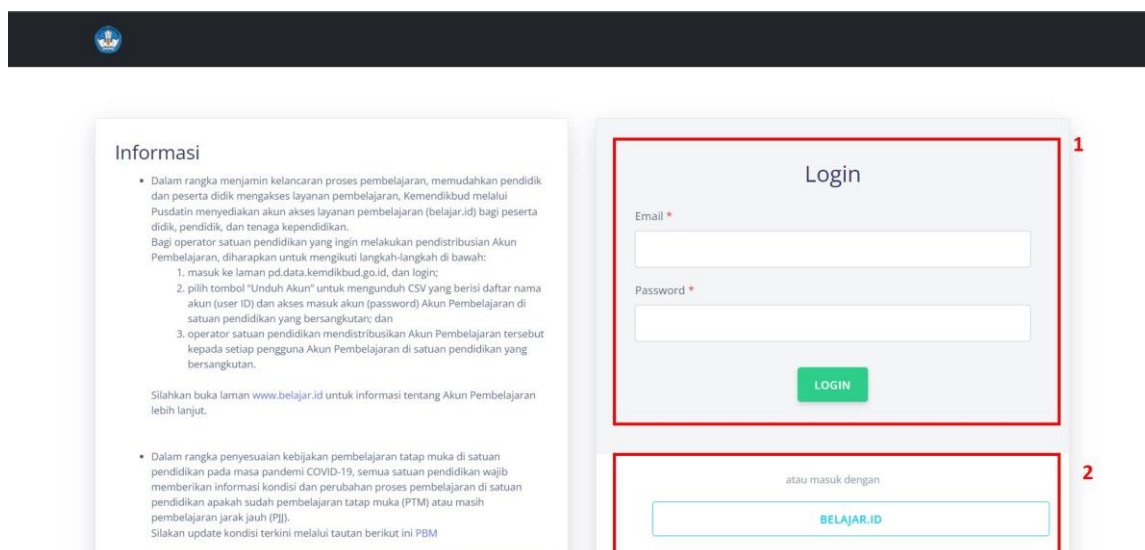 Informasi
• Dalam rangka menjamin kelancaran proses pembelajaran, memudahkan pendidik
dan peserta didik mengakses layanan pembelajaran, Kemendikbud melalui
Pusdatin menyediakan akun akses layanan pembelajaran (belajar.id) bagi peserta
didik, pendidik, dan tenaga kependidikan.
Bagi operator satuan pendidikan yang ingin melakukan pendistribusian Akun
Pembelajaran, diharapkan untuk mengikuti langkah-langkah di bawah:
1. masuk ke laman pd.data.kemdikbud.go.id, dan login;
2. pilih tombol "Unduh Akun" untuk mengunduh CSV yang berisi daftar nama
akun (user ID) dan akses masuk akun (password) Akun Pembelajaran di
satuan pendidikan yang bersangkutan; dan
3. operator satuan pendidikan mendistribusikan Akun Pembelajaran tersebut
kepada setiap pengguna Akun Pembelajaran di satuan pendidikan yang
bersangkutan.
Silahkan buka laman www.belajar.id untuk informasi tentang Akun Pembelajaran
lebih lanjut.
• Dalam rangka penyesuaian kebijakan pembelajaran tatap muka di satuan
pendidikan pada masa pandemi COVID-19, semua satuan pendidikan wajib
memberikan informasi kondisi dan perubahan proses pembelajaran di satuan
pendidikan apakah sudah pembelajaran tatap muka (PTM) atau masih
pembelajaran jarak jauh (PJJ).
Silakan update kondisi terkini melalui tautan berikut ini PBM
1
Login
Email *
Password *
LOGIN
2
atau masuk dengan
BELAJAR.ID